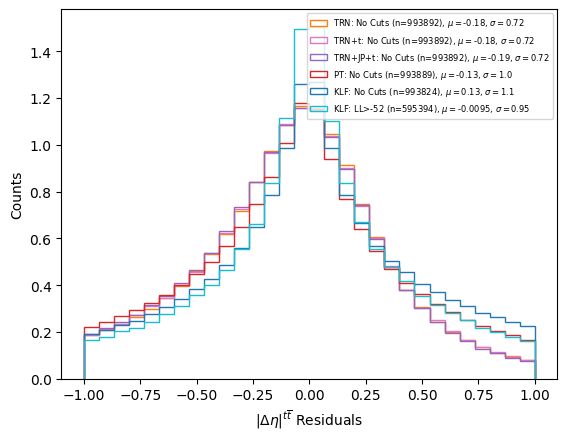 TRN: No Cuts (n=993892), μ=-0.18, σ=0.72
TRN+t: No Cuts (n=993892), μ=-0.18, σ=0.72
TRN+JP+t: No Cuts (n=993892), μ=-0.19, σ=0.72
PT: No Cuts (n=993889), μ=-0.13, σ=1.0
KLF: No Cuts (n=993824), μ=0.13, σ=1.1
KLF: LL>-52 (n=595394), μ=-0.0095, σ=0.95
1.4
1.2
1.0
0.8
0.6
0.4
0.2
0.0
Counts
−1.00 −0.75 −0.50 −0.25 0.00 0.25 0.50 0.75 1.00
|Δη|^{tt̅} Residuals